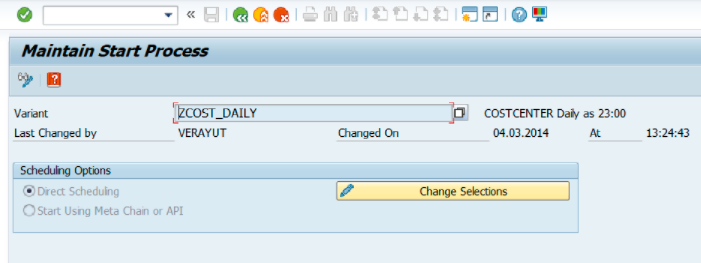 Maintain Start Process
Variant ZCOST_DAILY COSTCENTER Daily as 23:00
Last Changed by VERAYUT Changed On 04.03.2014 At 13:24:43
Scheduling Options
Direct Scheduling Change Selections
Start Using Meta Chain or API